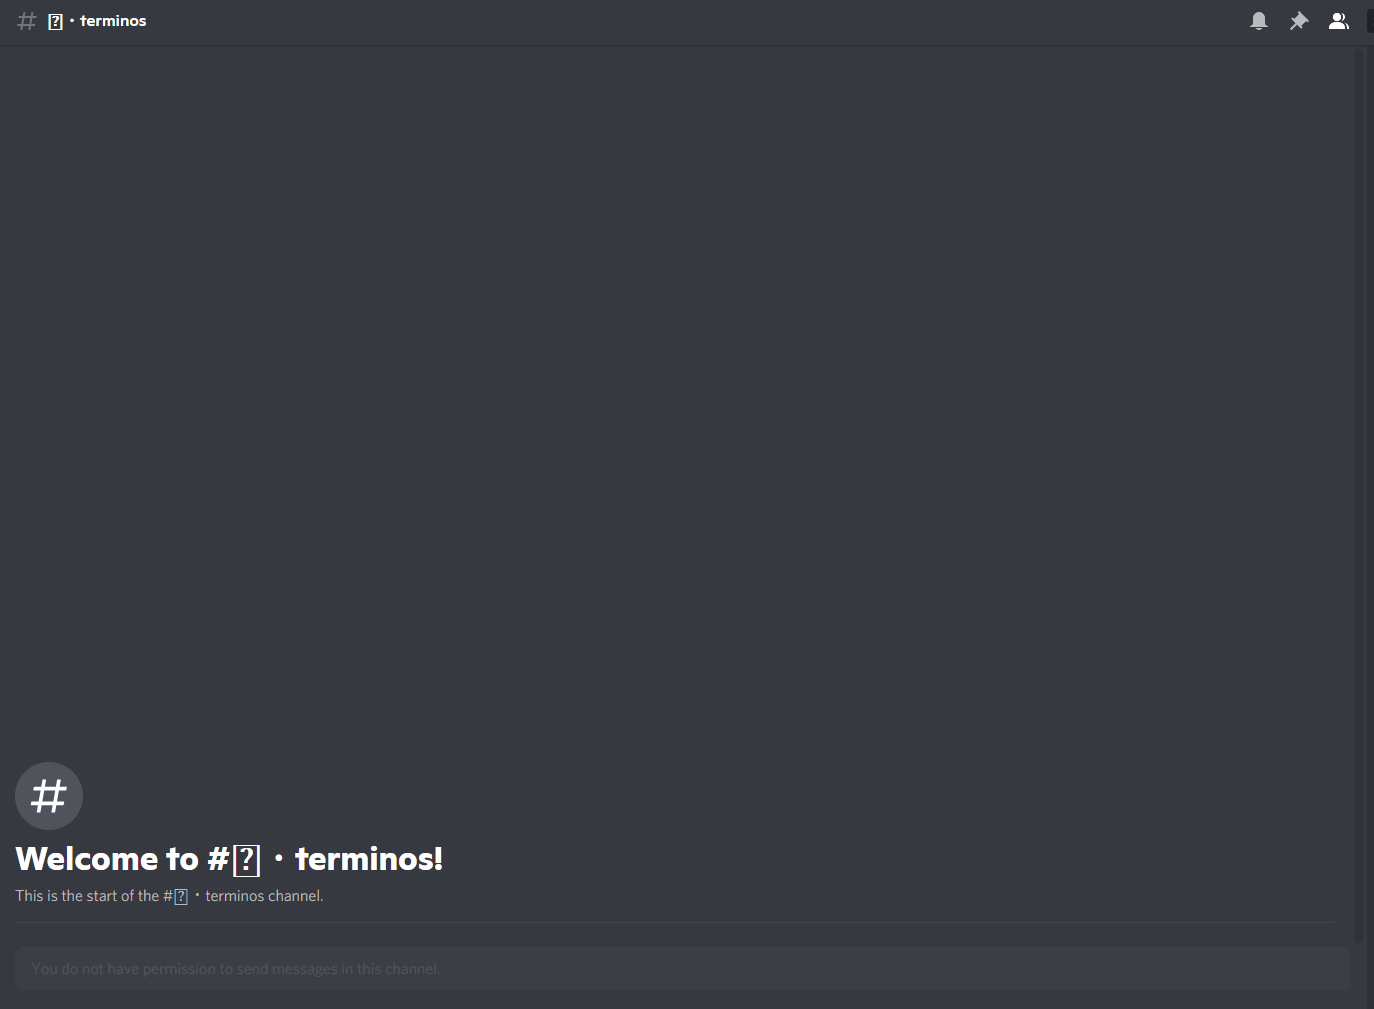 # ⍰・terminos
#
Welcome to #⍰・terminos!
This is the start of the #⍰・terminos channel.
You do not have permission to send messages in this channel.